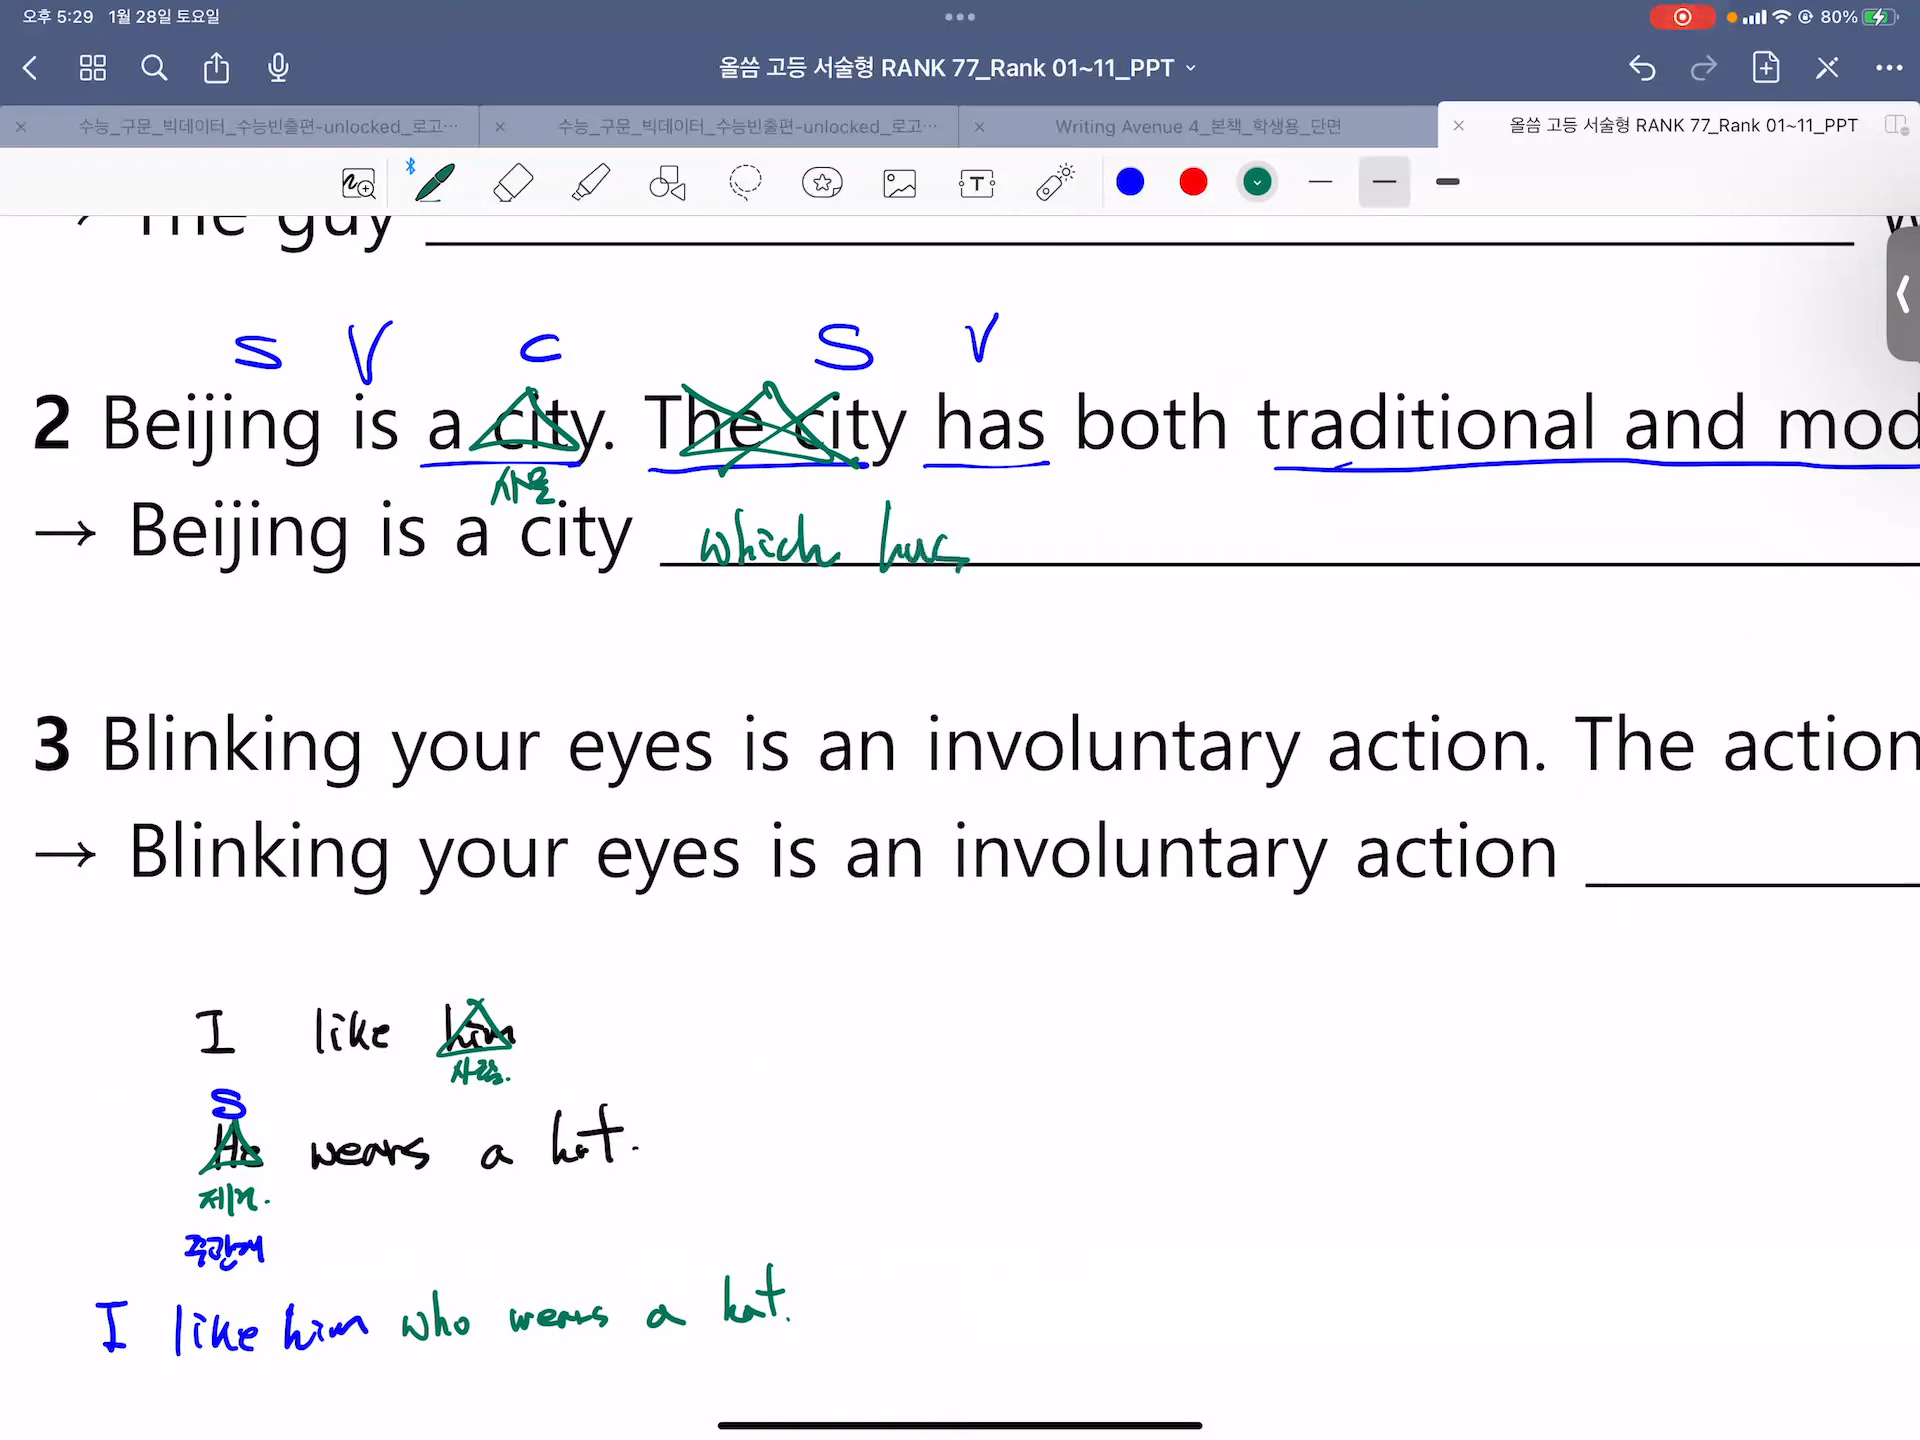 오후 5:29 1월 28일 토요일
80%
올씀 고등 서술형 RANK 77_Rank 01~11_PPT
수능_구문_빅데이터_수능빈출편-unlocked_로고…
수능_구문_빅데이터_수능빈출편-unlocked_로고…
Writing Avenue 4_본책_학생용_단면
올씀 고등 서술형 RANK 77_Rank 01~11_PPT
→ The guy
S V C S V
2 Beijing is a city. The city has both traditional and mod
사물
→ Beijing is a city which has
3 Blinking your eyes is an involuntary action. The action
→ Blinking your eyes is an involuntary action
I like him
사람.
S
He wears a hat.
제거.
주관대
I like him who wears a hat.